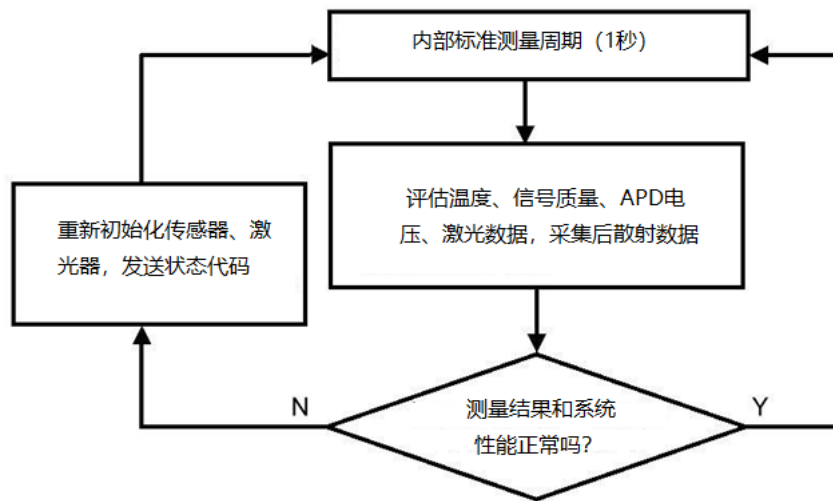 内部标准测量周期（1秒）
评估温度、信号质量、APD电
压、激光数据，采集后散射数据
重新初始化传感器、激
光器，发送状态代码
测量结果和系统
性能正常吗？
N
Y